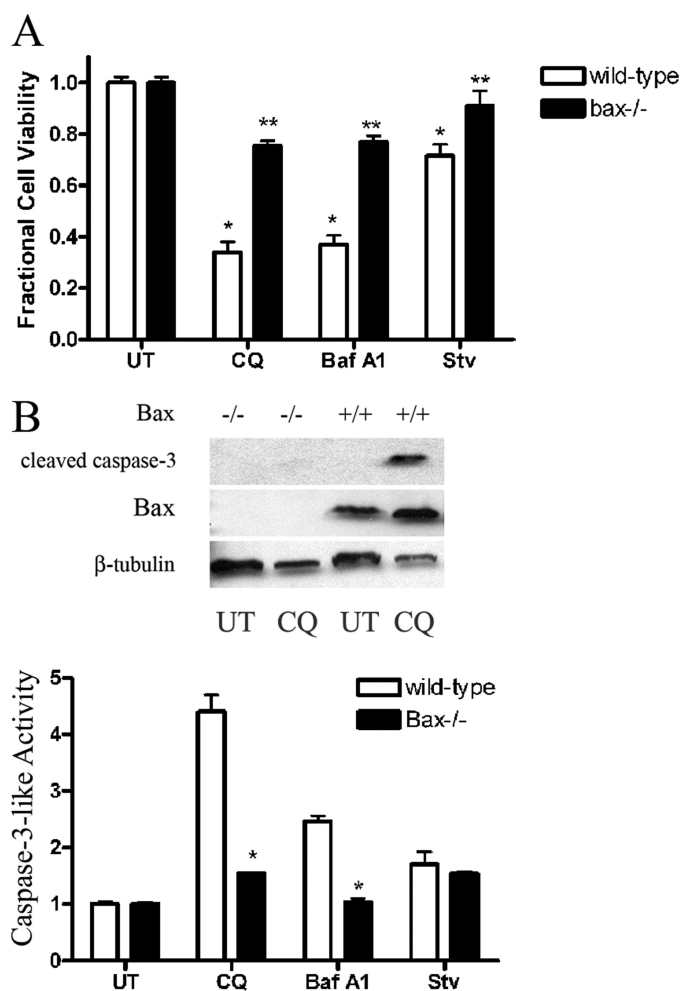 A
wild-type
bax-/-
Fractional Cell Viability
1.0
0.8
0.6
0.4
0.2
0.0
* ** * ** * **
UT CQ Baf A1 Stv
B
Bax -/- -/- +/+ +/+
cleaved caspase-3
Bax
β-tubulin
UT CQ UT CQ
wild-type
Bax-/-
Caspase-3-like Activity
5
4
3
2
1
0
* *
UT CQ Baf A1 Stv